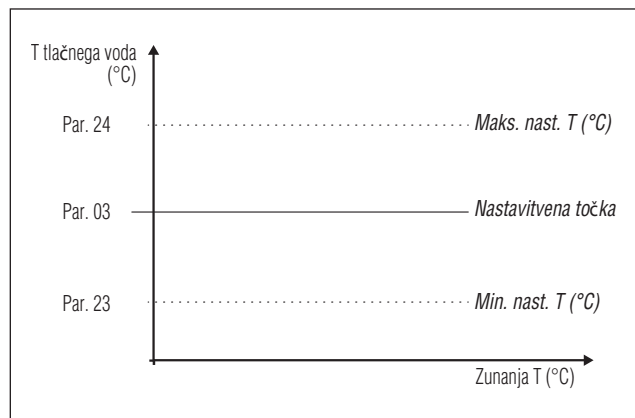 T tlačnega voda
(°C)
Par. 24
Maks. nast. T (°C)
Par. 03
Nastavitvena točka
Par. 23
Min. nast. T (°C)
Zunanja T (°C)